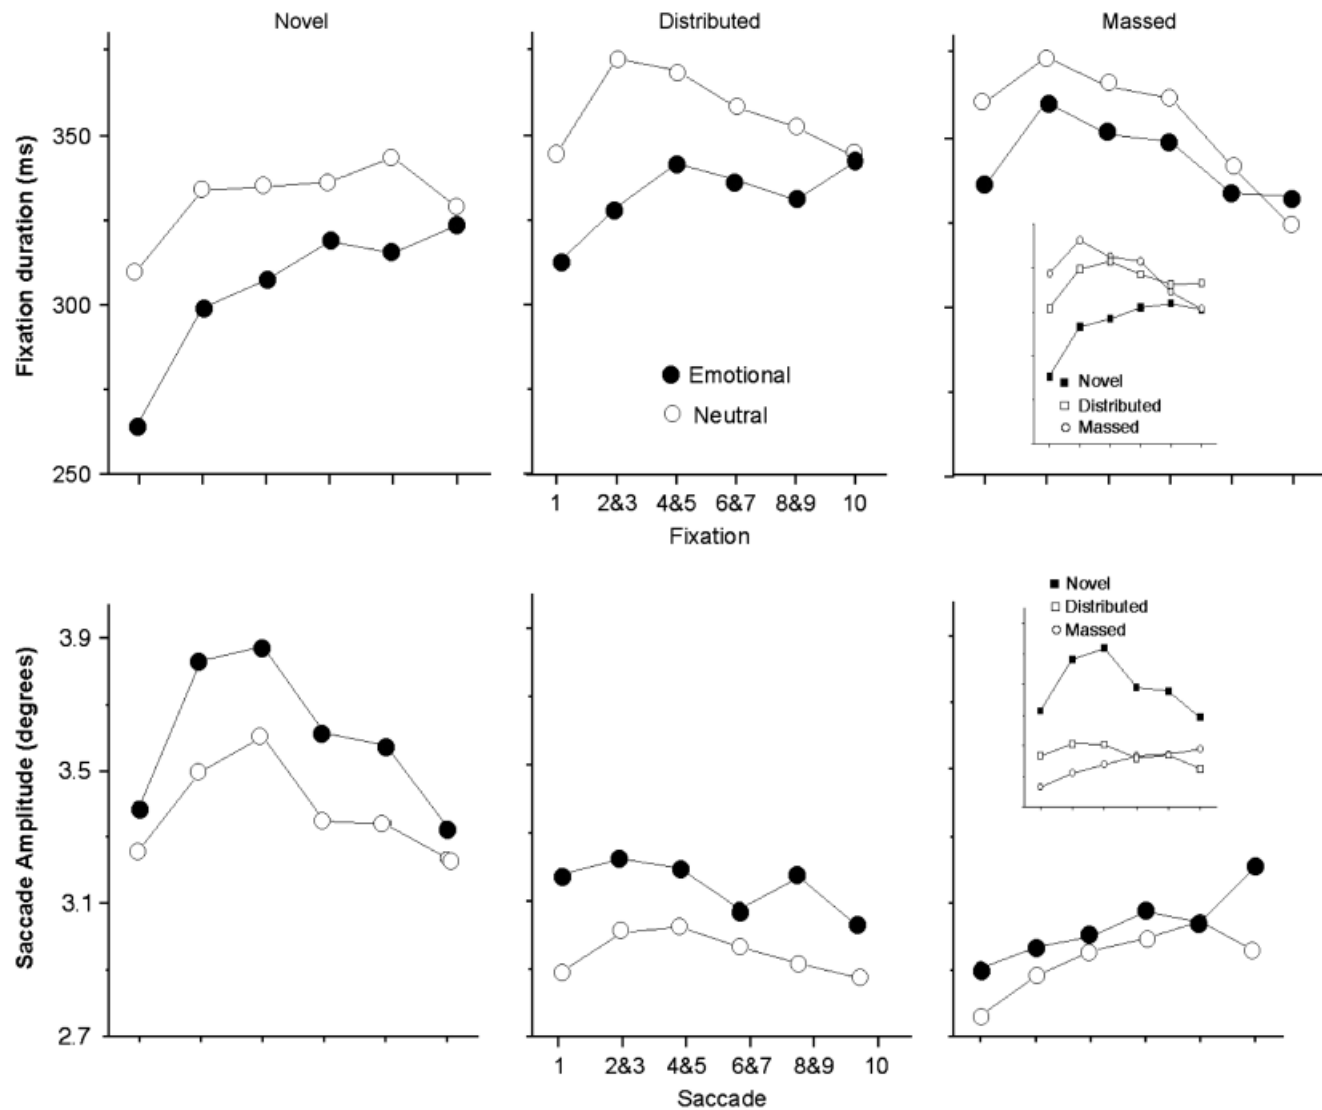 Novel
Distributed
Massed
Fixation duration (ms)
350
300
250
Emotional
Neutral
Novel
Distributed
Massed
1 2&3 4&5 6&7 8&9 10
Fixation
Saccade Amplitude (degrees)
3.9
3.5
3.1
2.7
Novel
Distributed
Massed
1 2&3 4&5 6&7 8&9 10
Saccade